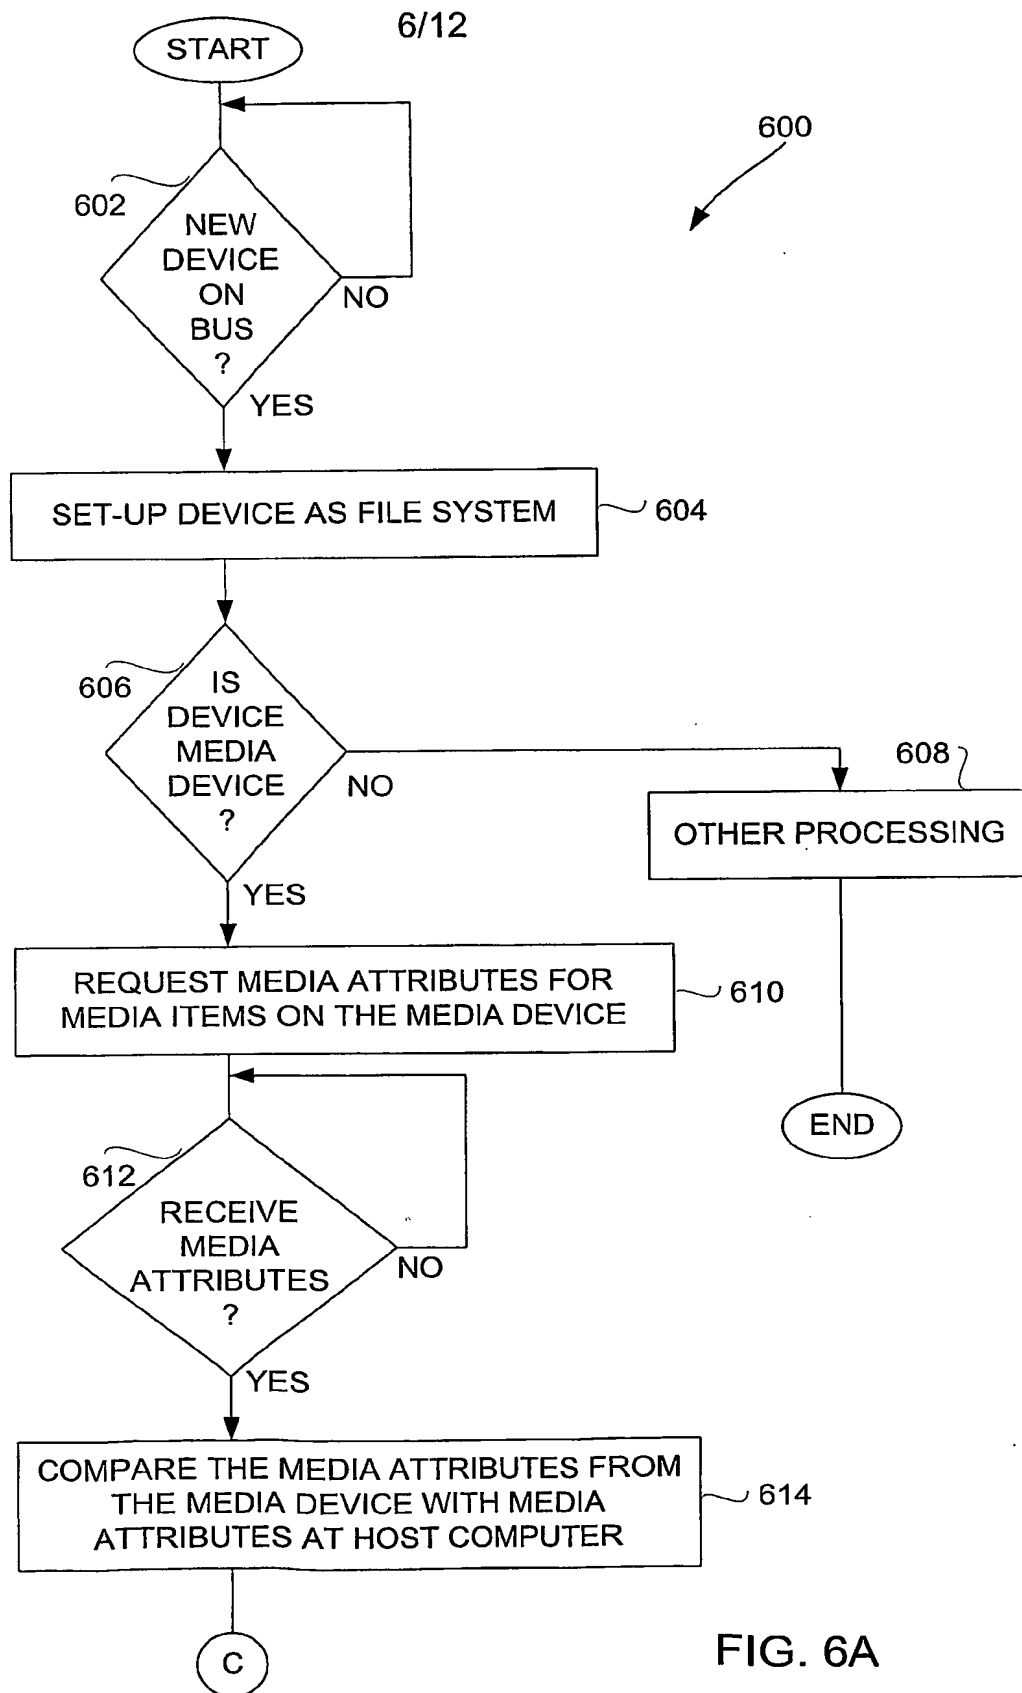 6/12
START
600
602
NEW
DEVICE
ON
BUS
?
NO
YES
SET-UP DEVICE AS FILE SYSTEM
604
606
IS
DEVICE
MEDIA
DEVICE
?
NO
608
OTHER PROCESSING
YES
REQUEST MEDIA ATTRIBUTES FOR
MEDIA ITEMS ON THE MEDIA DEVICE
610
END
612
RECEIVE
MEDIA
ATTRIBUTES
?
NO
YES
COMPARE THE MEDIA ATTRIBUTES FROM
THE MEDIA DEVICE WITH MEDIA
ATTRIBUTES AT HOST COMPUTER
614
C
FIG. 6A